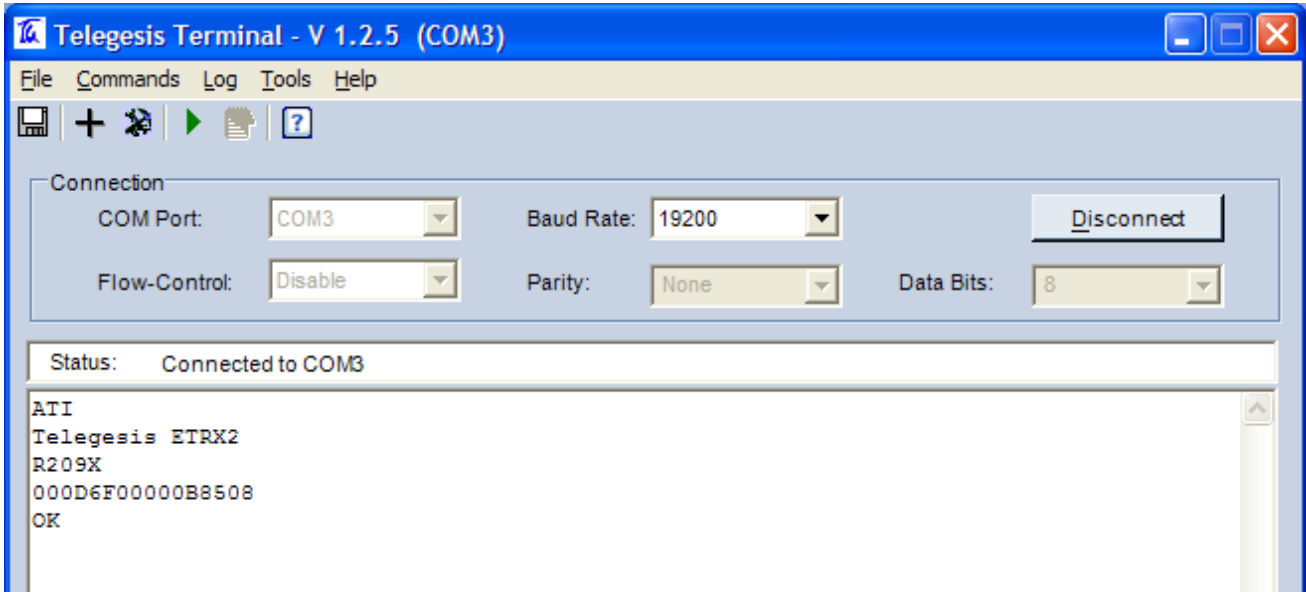 Telegesis Terminal - V 1.2.5 (COM3)
File Commands Log Tools Help
Connection
COM Port: COM3 Baud Rate: 19200 Disconnect
Flow-Control: Disable Parity: None Data Bits: 8
Status: Connected to COM3
ATI
Telegesis ETRX2
R209X
000D6F00000B8508
OK